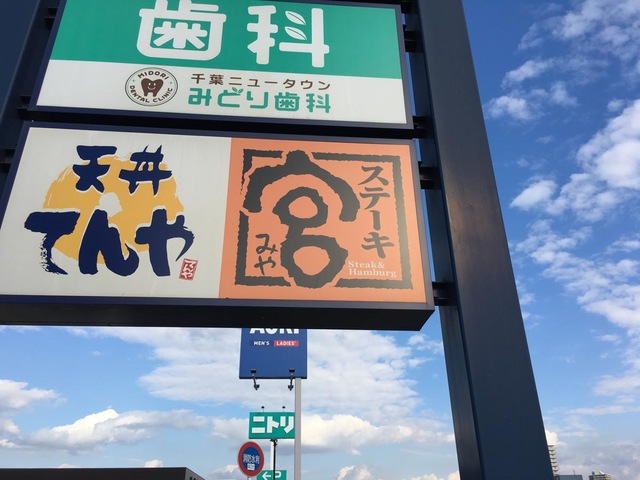 歯科
MIDORI
DENTAL CLINIC
千葉ニュータウン
みどり歯科
天丼
てんや
宮
みや
ステーキ
Steak&
Hamburg
AOKI
MEN'S LADIES'
ニトリ
P